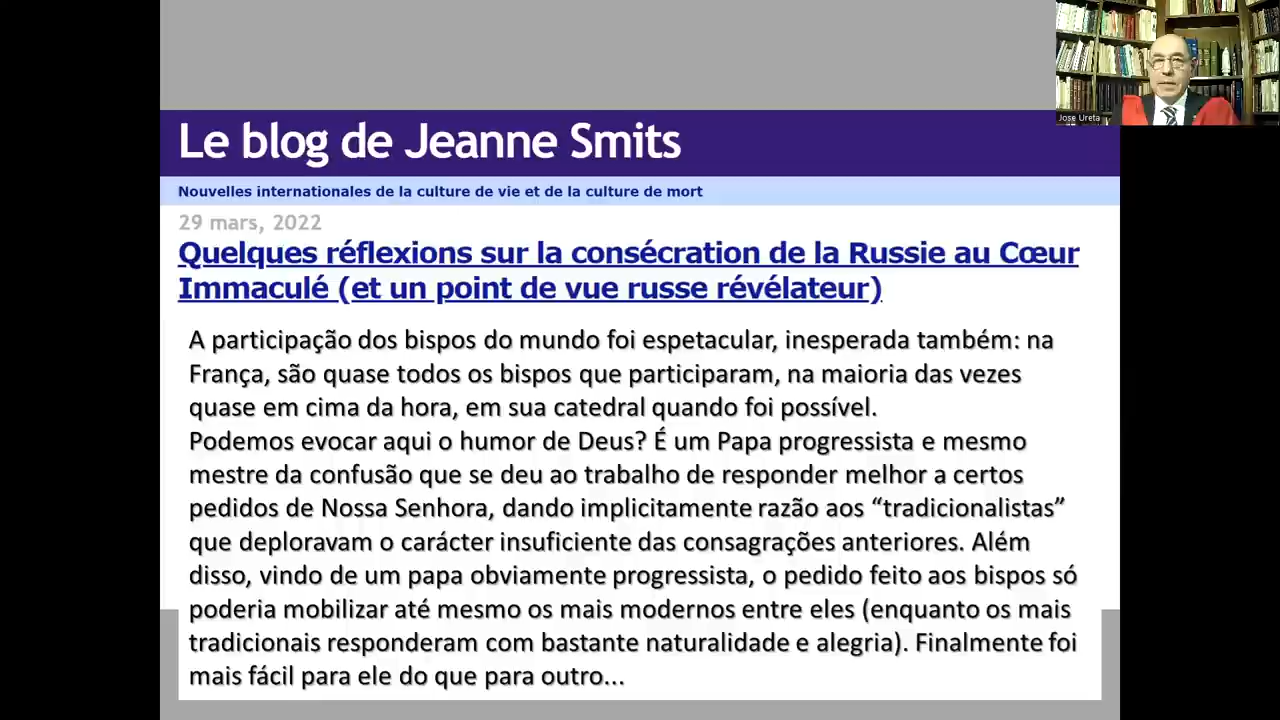 Le blog de Jeanne Smits
Jose Ureta
Nouvelles internationales de la culture de vie et de la culture de mort
29 mars, 2022
Quelques réflexions sur la consécration de la Russie au Cœur
Immaculé (et un point de vue russe révélateur)
A participação dos bispos do mundo foi espetacular, inesperada também: na
França, são quase todos os bispos que participaram, na maioria das vezes
quase em cima da hora, em sua catedral quando foi possível.
Podemos evocar aqui o humor de Deus? É um Papa progressista e mesmo
mestre da confusão que se deu ao trabalho de responder melhor a certos
pedidos de Nossa Senhora, dando implicitamente razão aos “tradicionalistas”
que deploravam o carácter insuficiente das consagrações anteriores. Além
disso, vindo de um papa obviamente progressista, o pedido feito aos bispos só
poderia mobilizar até mesmo os mais modernos entre eles (enquanto os mais
tradicionais responderam com bastante naturalidade e alegria). Finalmente foi
mais fácil para ele do que para outro...